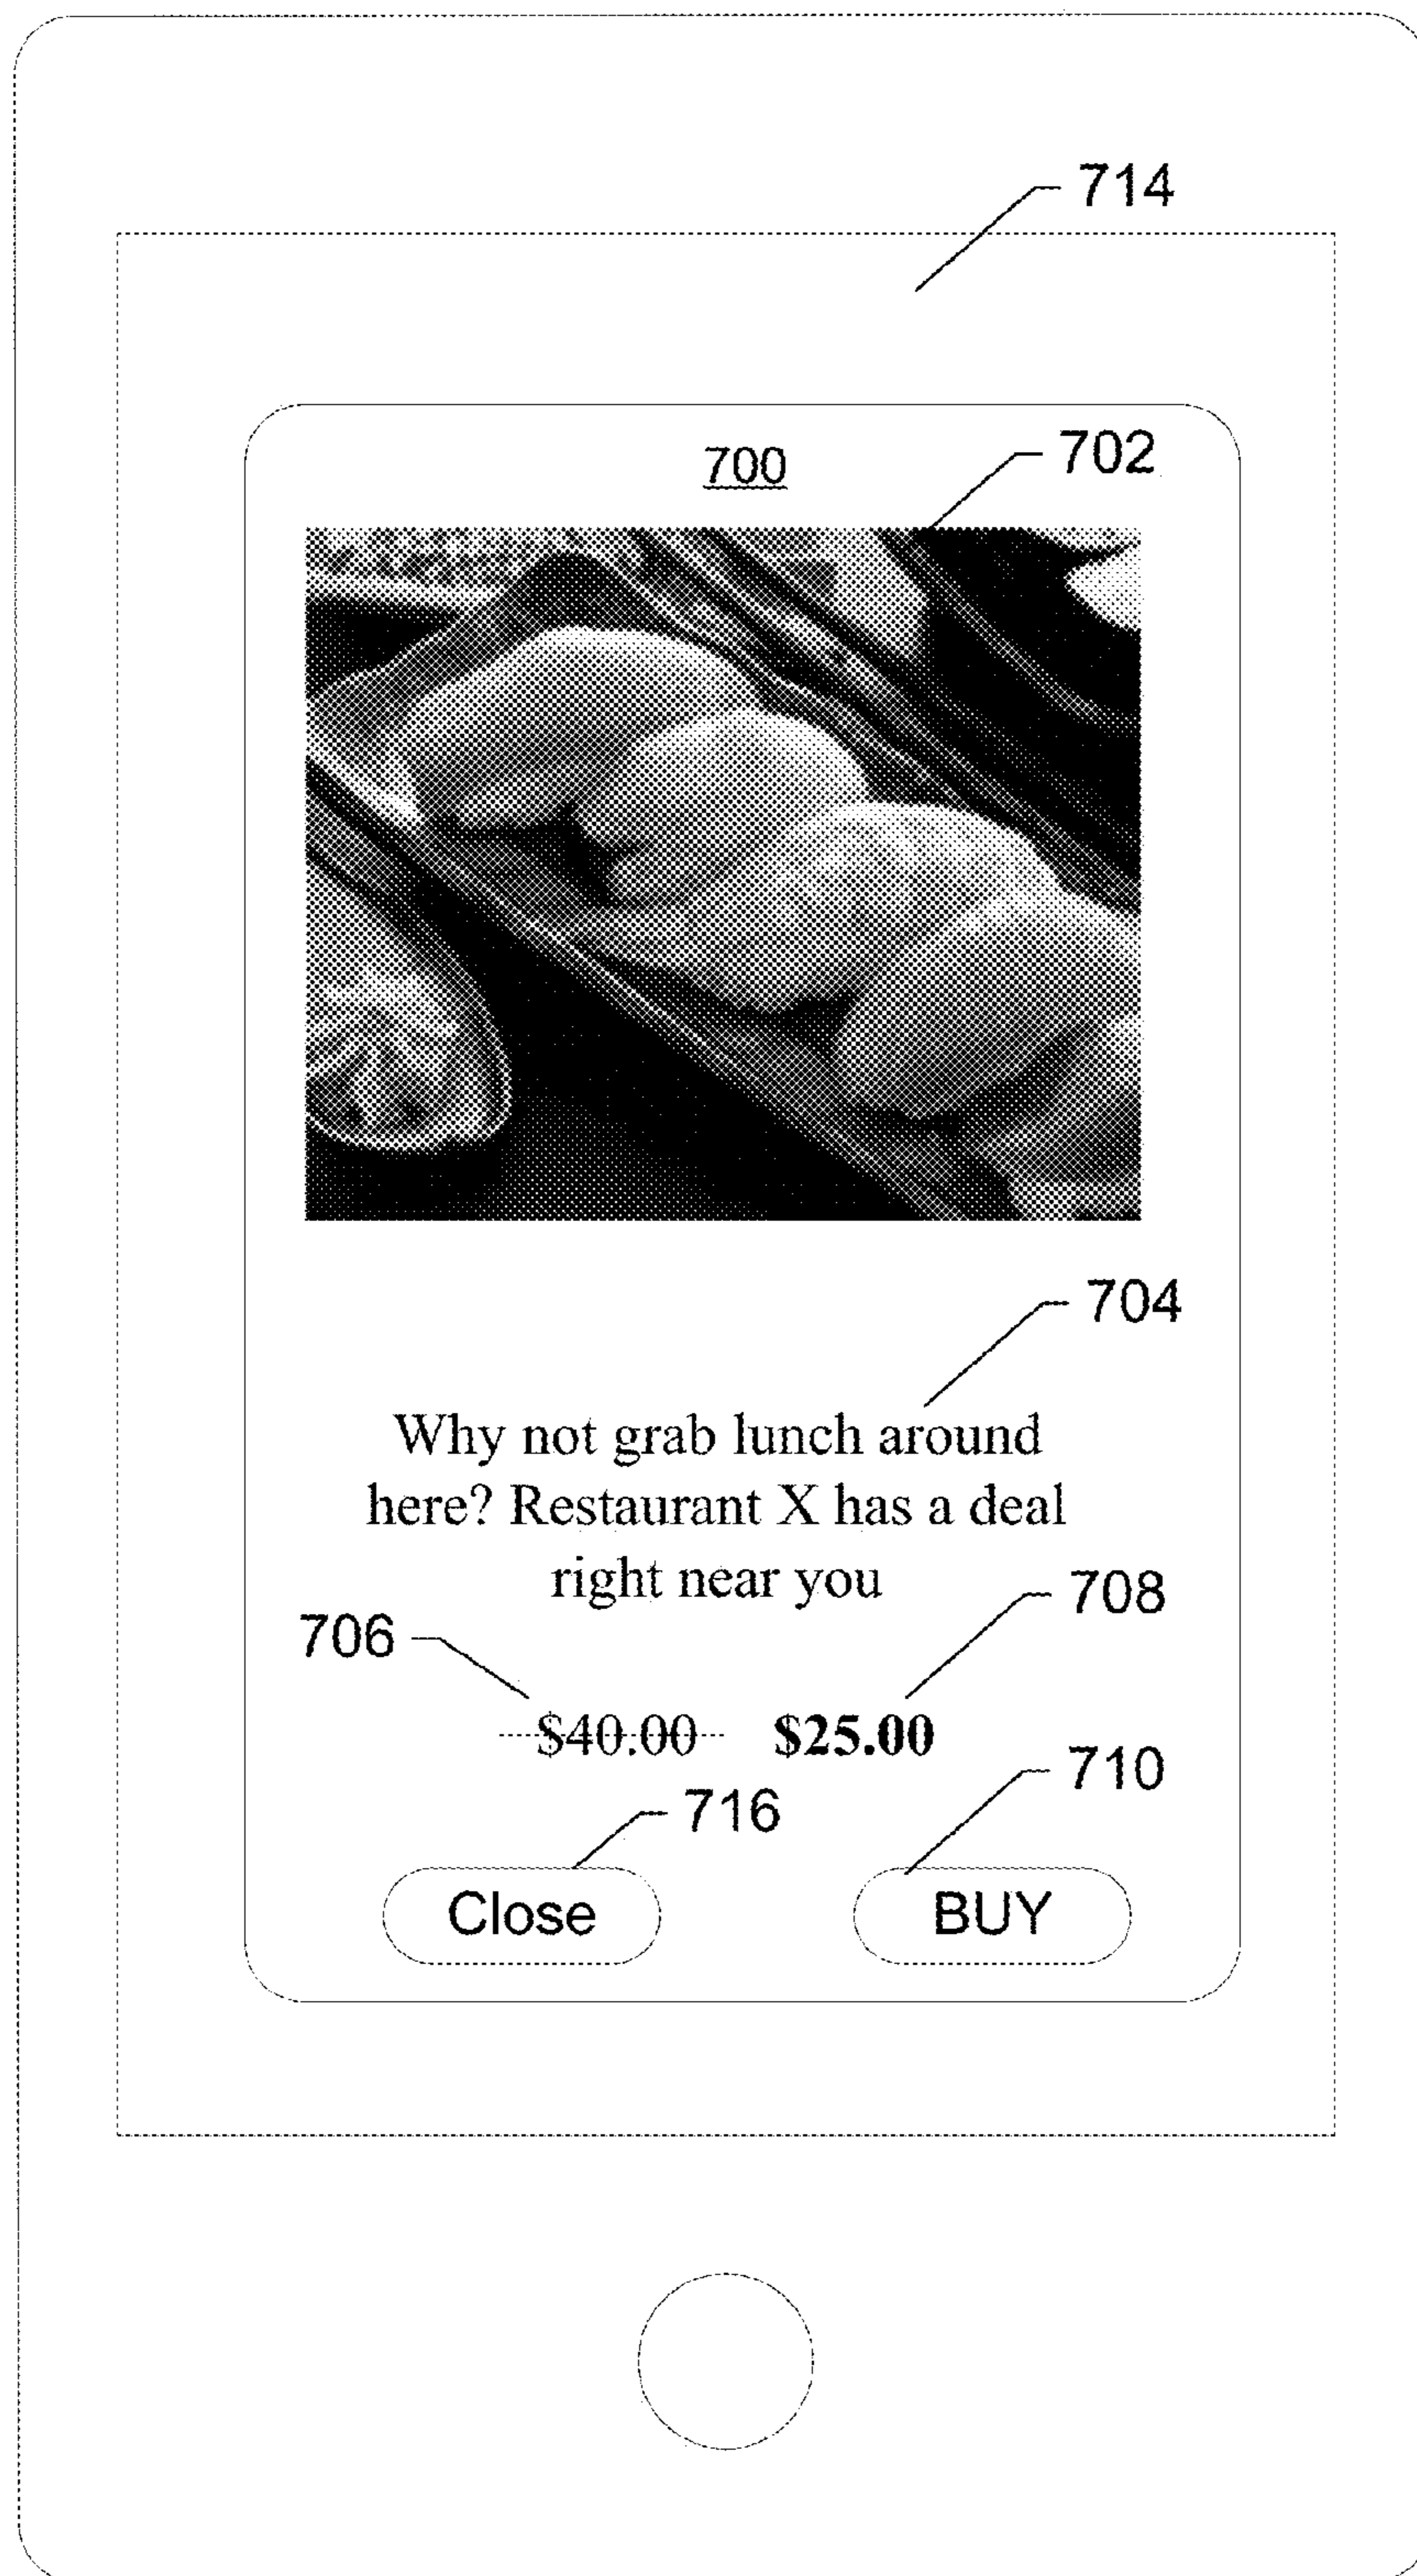 714
700
702
704
Why not grab lunch around
here? Restaurant X has a deal
right near you
708
706
$40.00 $25.00
710
716
Close BUY